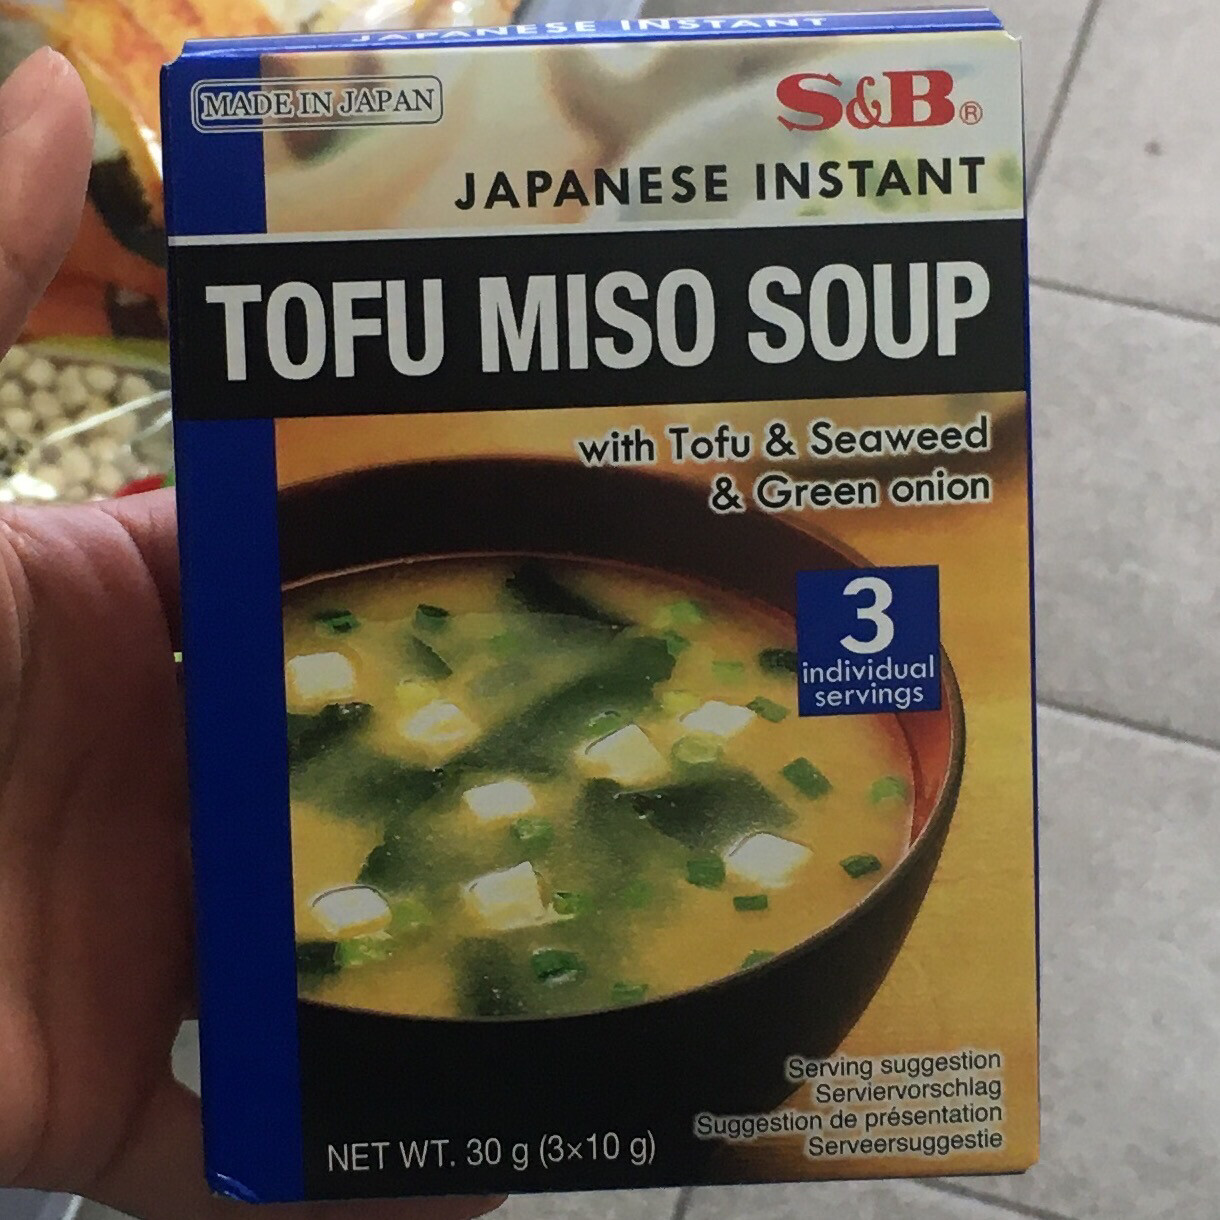 JAPANESE INSTANT
MADE IN JAPAN
S&B®
JAPANESE INSTANT
TOFU MISO SOUP
with Tofu & Seaweed
& Green onion
3
individual
servings
Serving suggestion
Serviervorschlag
Suggestion de présentation
Serveersuggestie
NET WT. 30 g (3×10 g)